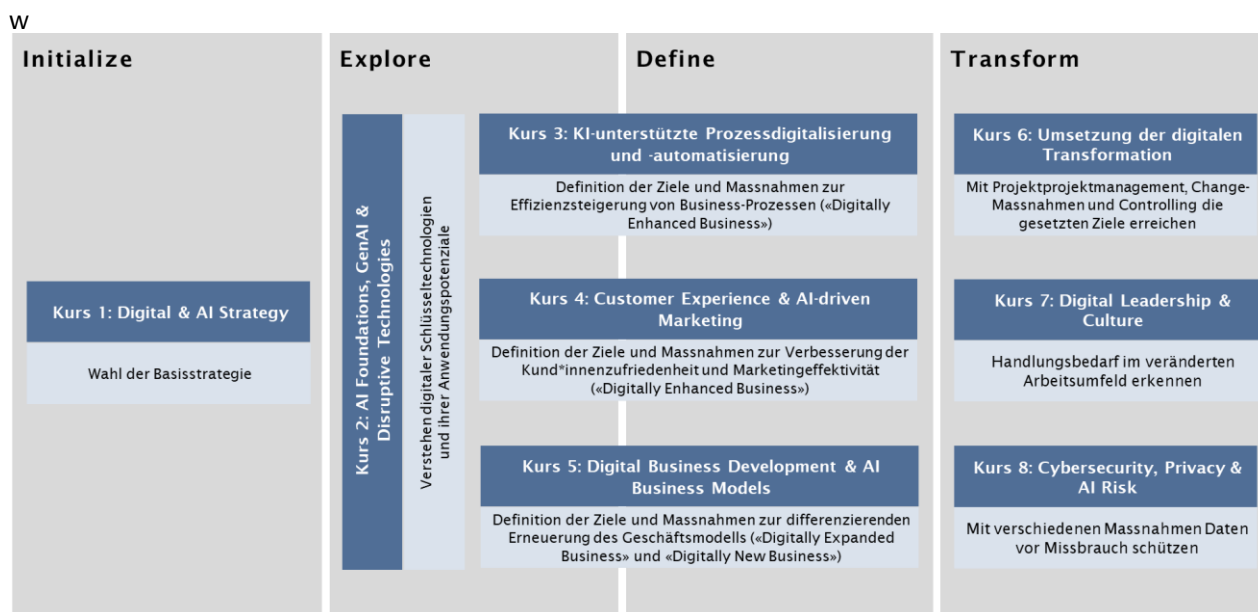 w
Initialize
Explore
Define
Transform
Kurs 1: Digital & AI Strategy
Wahl der Basisstrategie
Kurs 2: AI Foundations, GenAI &
Disruptive Technologies
Verstehen digitaler Schlüsseltechnologien
und ihrer Anwendungspotenziale
Kurs 3: KI-unterstützte Prozessdigitalisierung
und -automatisierung
Definition der Ziele und Massnahmen zur
Effizienzsteigerung von Business-Prozessen («Digitally
Enhanced Business»)
Kurs 4: Customer Experience & AI-driven
Marketing
Definition der Ziele und Massnahmen zur Verbesserung der
Kund*innenzufriedenheit und Marketingeffektivität
(«Digitally Enhanced Business»)
Kurs 5: Digital Business Development & AI
Business Models
Definition der Ziele und Massnahmen zur differenzierenden
Erneuerung des Geschäftsmodells («Digitally Expanded
Business» und «Digitally New Business»)
Kurs 6: Umsetzung der digitalen
Transformation
Mit Projektprojektmanagement, Change-
Massnahmen und Controlling die
gesetzten Ziele erreichen
Kurs 7: Digital Leadership &
Culture
Handlungsbedarf im veränderten
Arbeitsumfeld erkennen
Kurs 8: Cybersecurity, Privacy &
AI Risk
Mit verschiedenen Massnahmen Daten
vor Missbrauch schützen